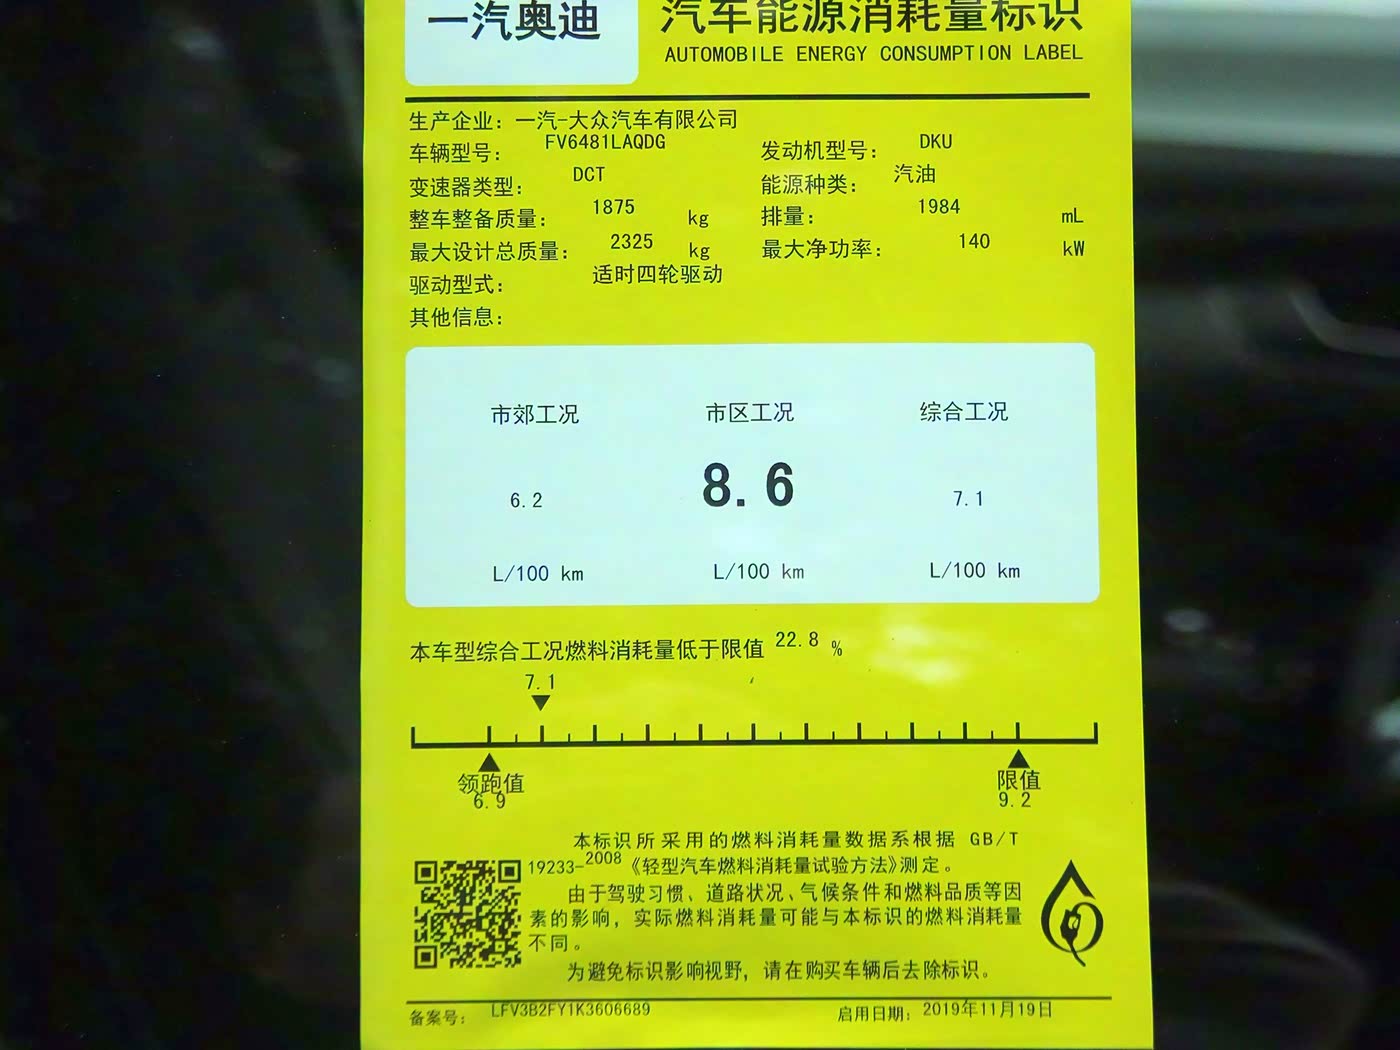 一汽奥迪
汽车能源消耗量标识
AUTOMOBILE ENERGY CONSUMPTION LABEL
生产企业：一汽-大众汽车有限公司
车辆型号： FV6481LAQDG 发动机型号： DKU
变速器类型： DCT 能源种类： 汽油
整车整备质量： 1875 kg 排量： 1984 mL
最大设计总质量： 2325 kg 最大净功率： 140 kW
驱动型式： 适时四轮驱动
其他信息：
市郊工况 市区工况 综合工况
6.2 8.6 7.1
L/100 km L/100 km L/100 km
本车型综合工况燃料消耗量低于限值 22.8 %
7.1
领跑值 限值
6.9 9.2
本标识所采用的燃料消耗量数据系根据 GB/T
19233-2008《轻型汽车燃料消耗量试验方法》测定。
由于驾驶习惯、道路状况、气候条件和燃料品质等因
素的影响，实际燃料消耗量可能与本标识的燃料消耗量
不同。
为避免标识影响视野，请在购买车辆后去除标识。
备案号： LFV3B2FY1K3606689 启用日期： 2019年11月19日